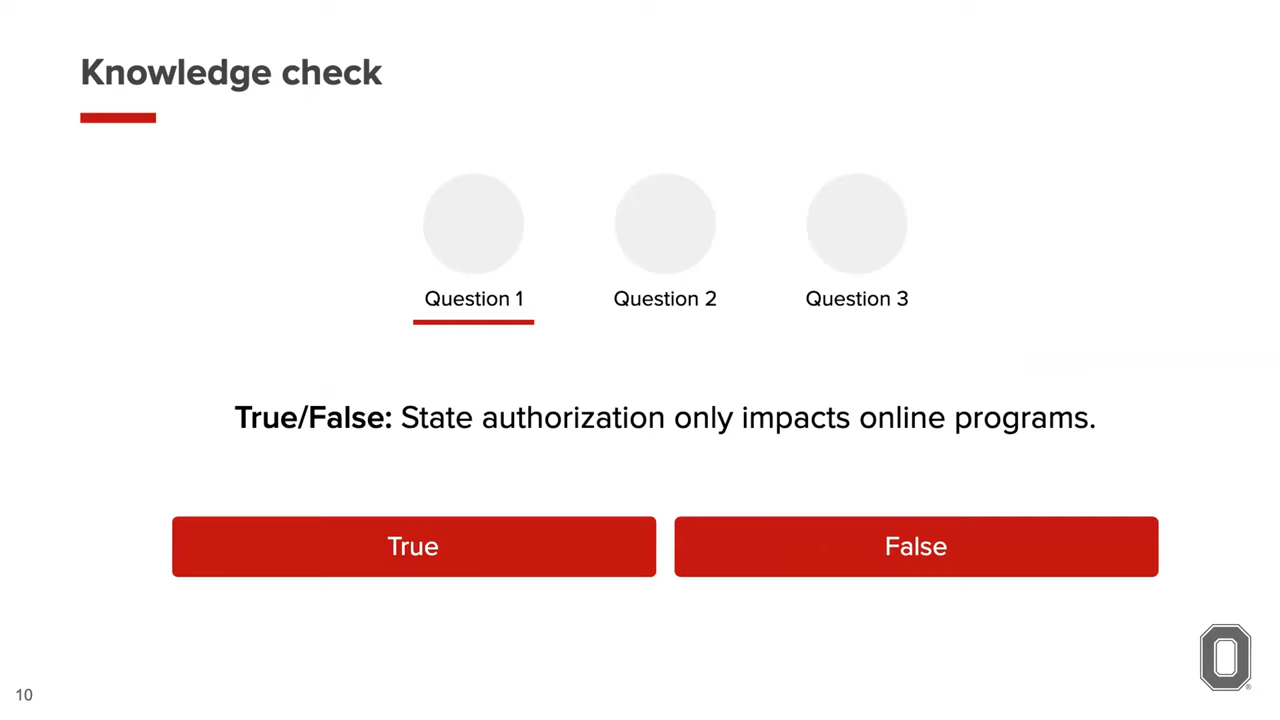 Knowledge check
Question 1
Question 2
Question 3
True/False: State authorization only impacts online programs.
True
False
10